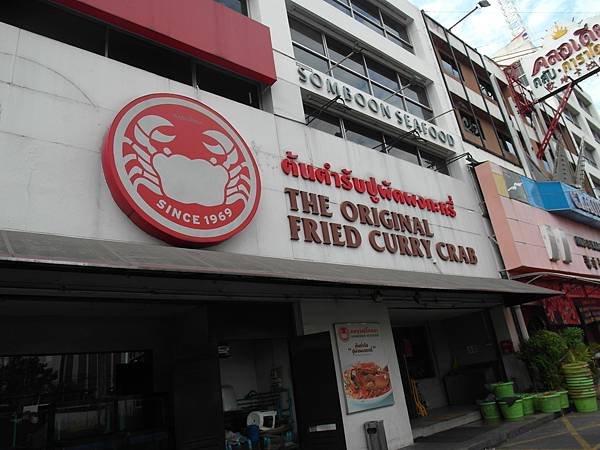 SOMBOON SEAFOOD
SINCE 1969
ต้นตำรับปูผัดผงกะหรี่
THE ORIGINAL
FRIED CURRY CRAB